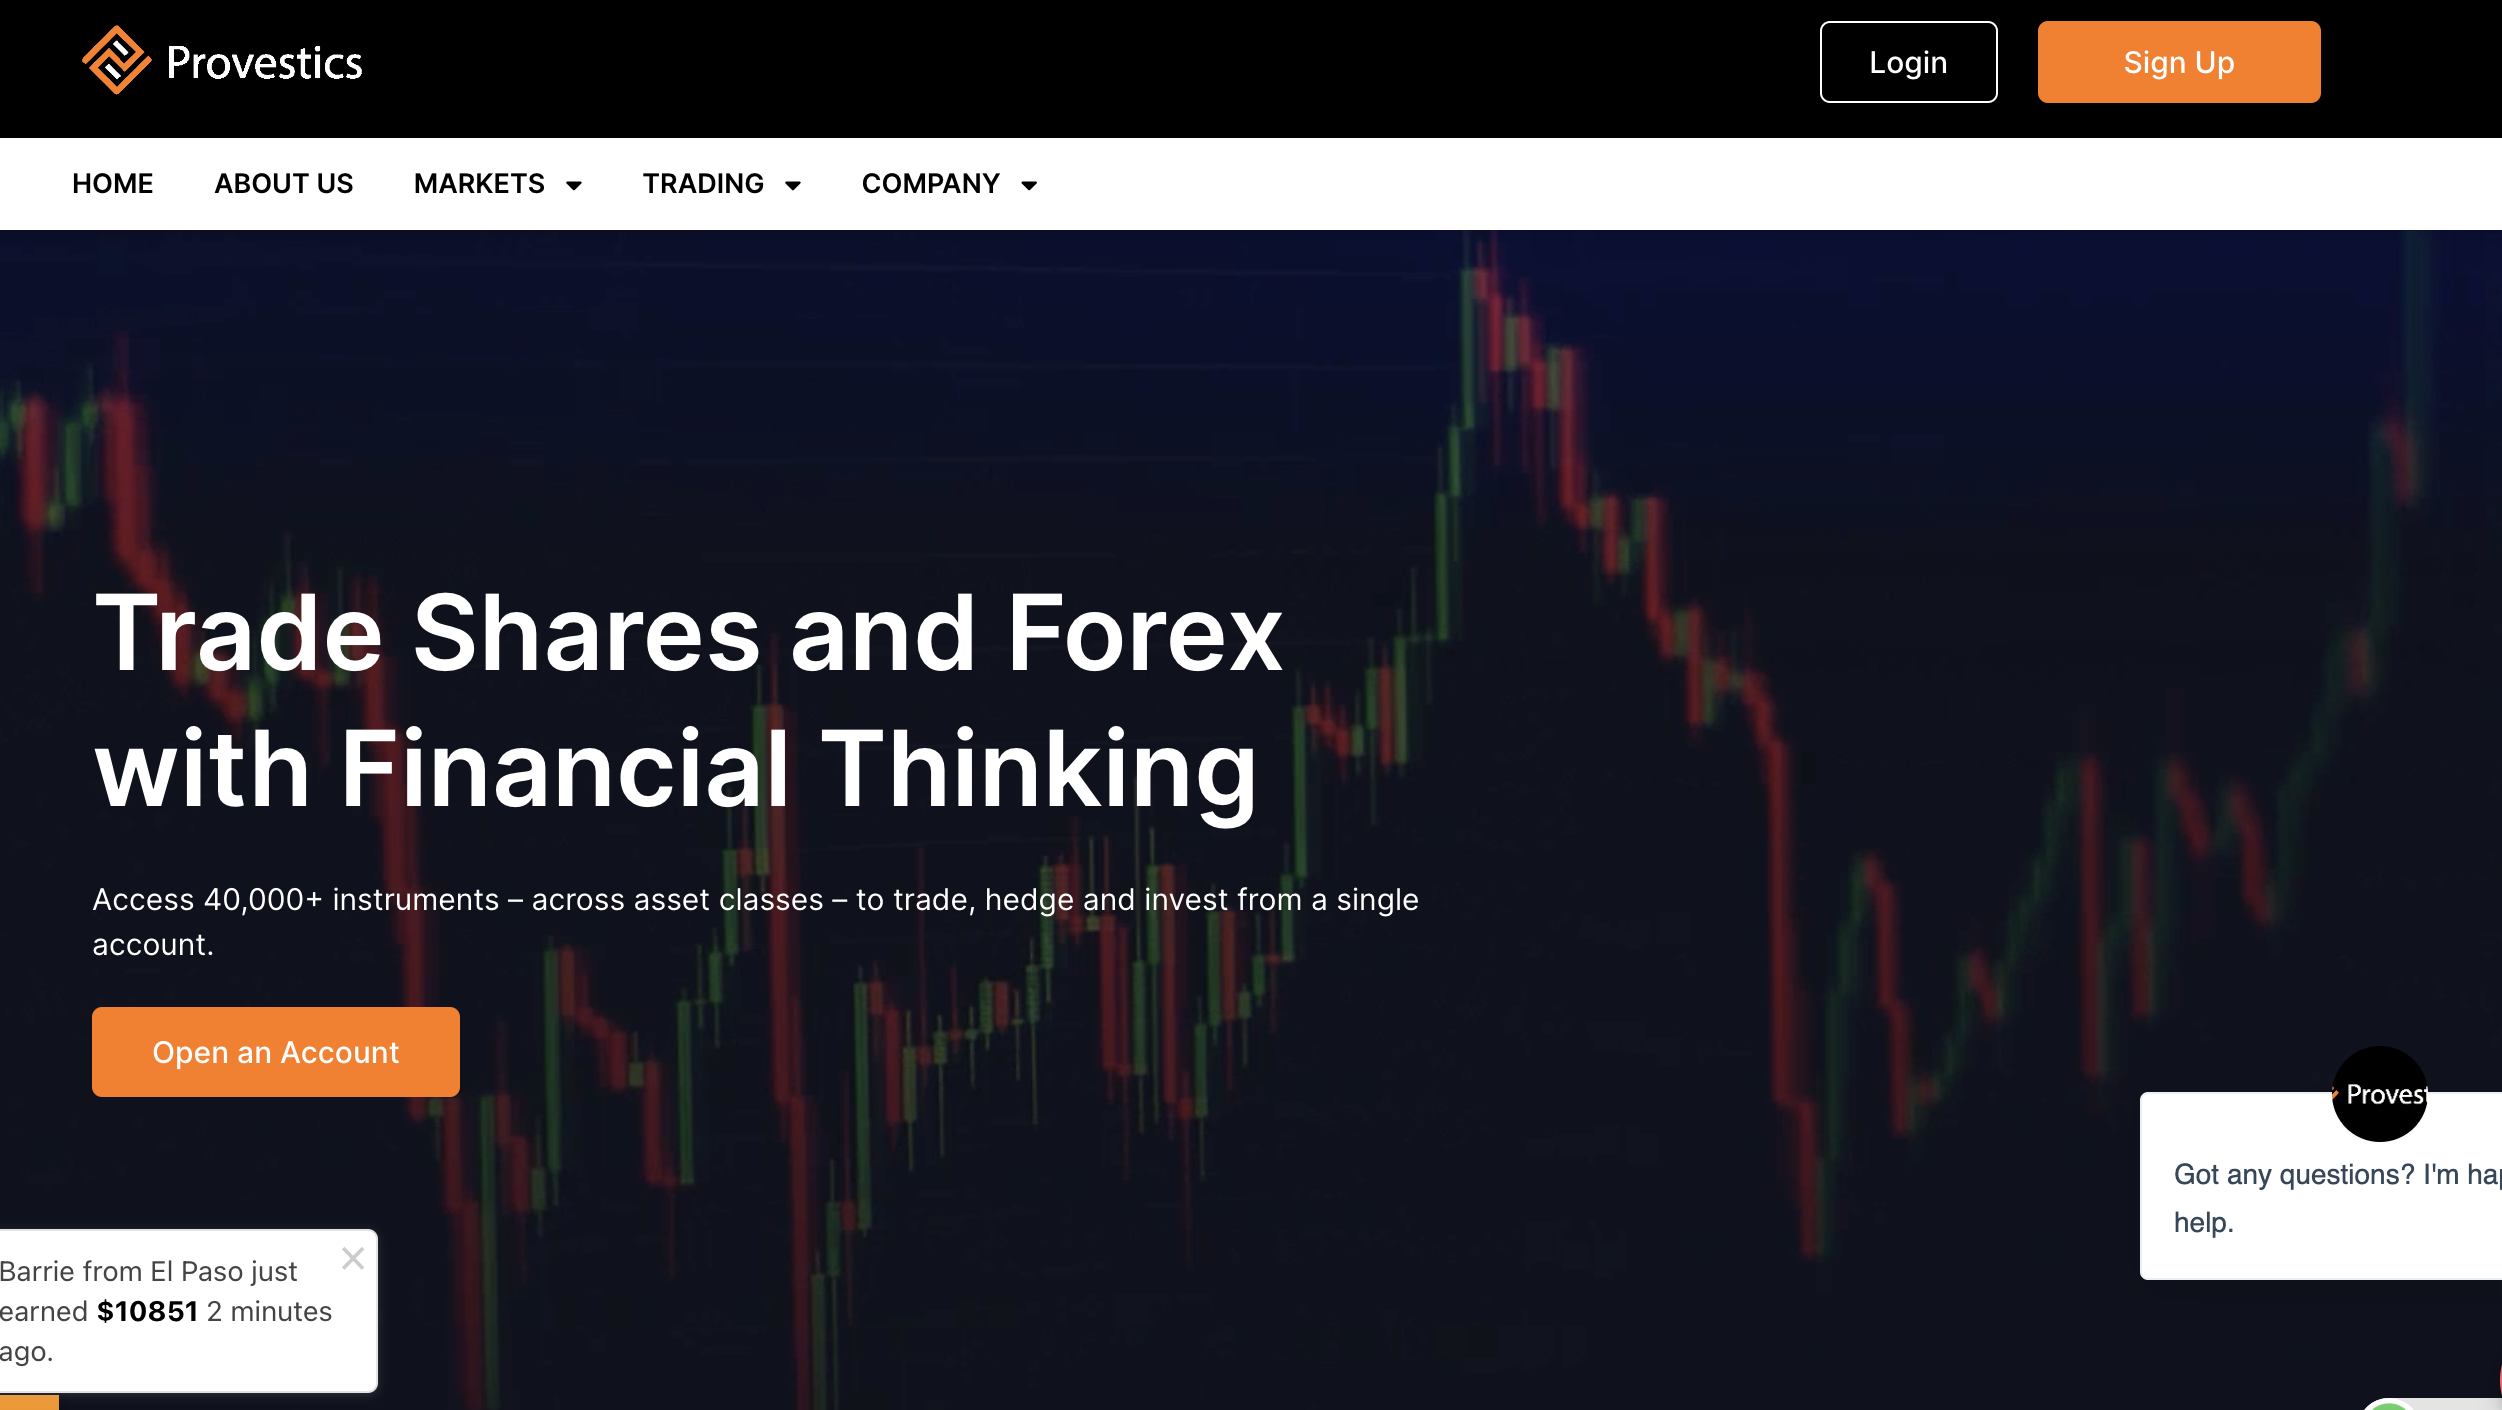 Provestics
Login
Sign Up
HOME
ABOUT US
MARKETS
TRADING
COMPANY
Trade Shares and Forex
with Financial Thinking
Access 40,000+ instruments – across asset classes – to trade, hedge and invest from a single
account.
Open an Account
Provest
Got any questions? I'm hap
help.
Barrie from El Paso just
earned $10851 2 minutes
ago.